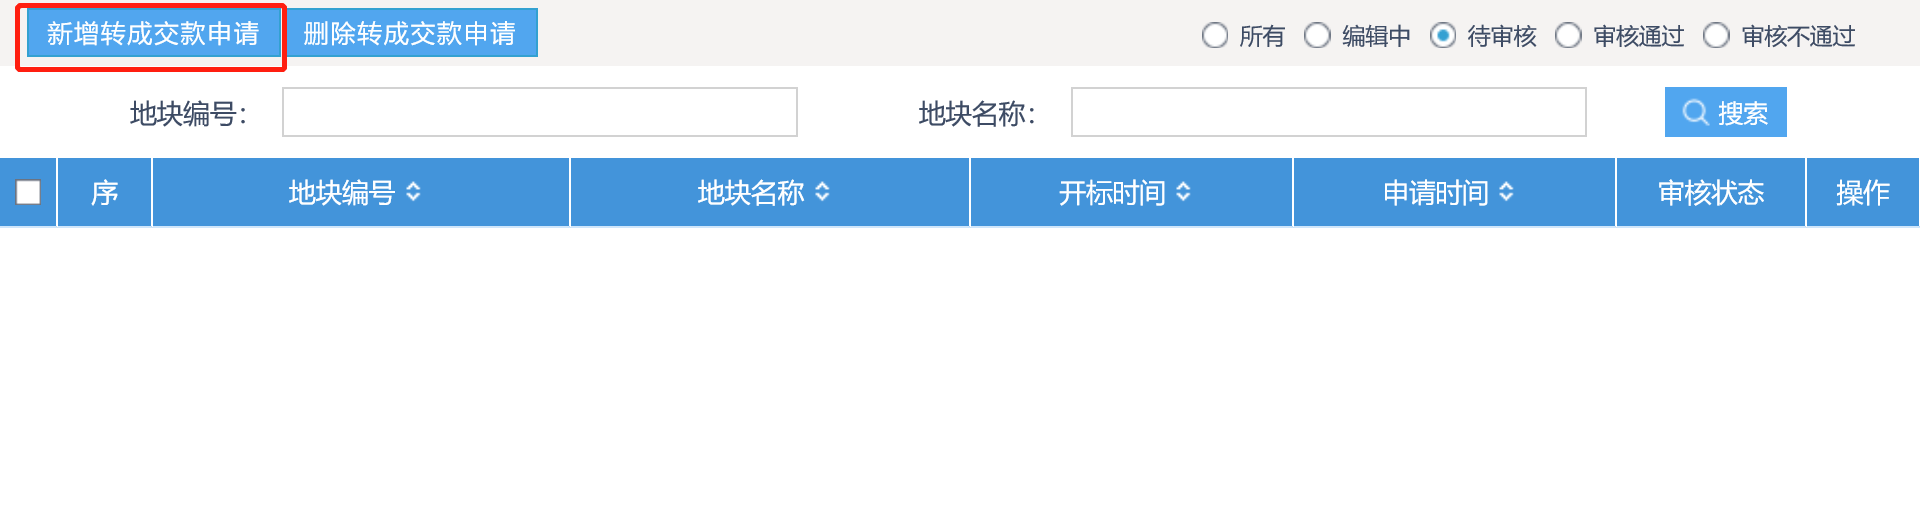 新增转成交款申请 删除转成交款申请 所有 编辑中 待审核 审核通过 审核不通过
地块编号： 地块名称： 搜索
序 地块编号 地块名称 开标时间 申请时间 审核状态 操作